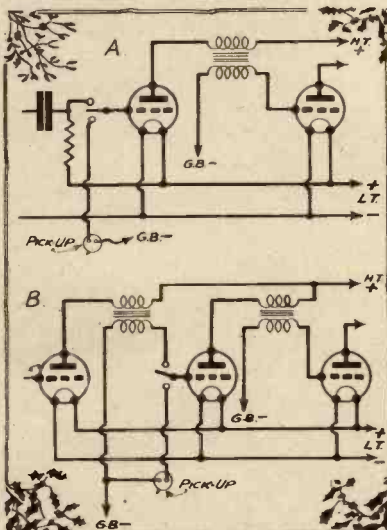 A
H.T.
+
G.B.-
+
L.T.
-
PICK-UP
G.B.-
B.
H.T.
+
G.B.-
+
L.T.
-
PICK-UP
G.B.-